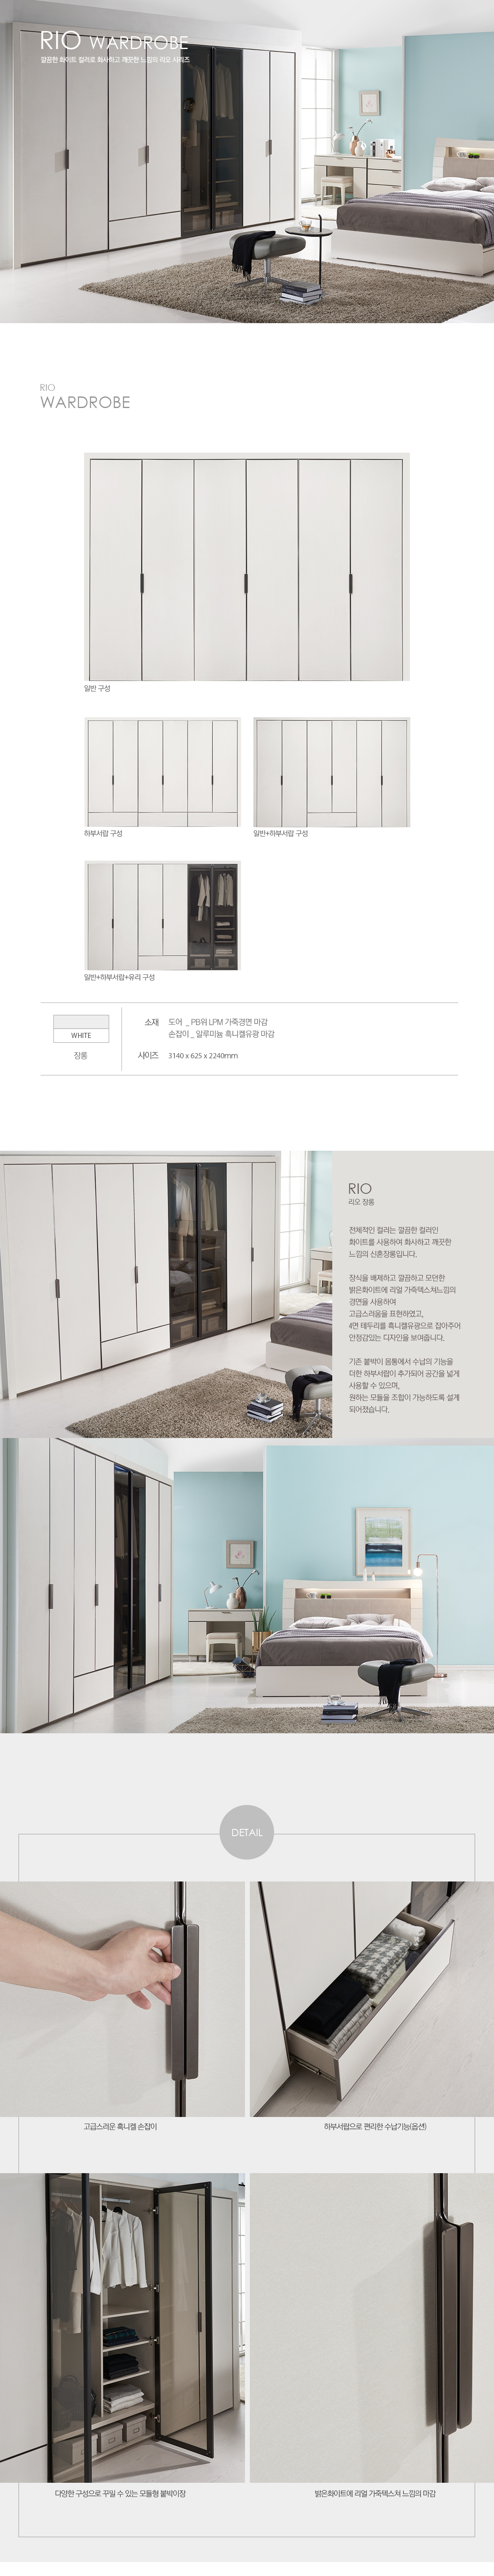 RIO WARDROBE
깔끔한 화이트 컬러로 화사하고 깨끗한 느낌의 리오 시리즈
RIO
WARDROBE
일반 구성
하부서랍 구성
일반+하부서랍 구성
일반+하부서랍+유리 구성
WHITE
장롱
소재 도어 _ PB위 LPM 가죽경면 마감
손잡이 _ 알루미늄 흑니켈유광 마감
사이즈 3140 x 625 x 2240mm
RIO
리오 장롱
전체적인 컬러는 깔끔한 컬러인
화이트를 사용하여 화사하고 깨끗한
느낌의 신혼장롱입니다.
장식을 배제하고 깔끔하고 모던한
밝은화이트에 리얼 가죽텍스쳐느낌의
경면을 사용하여
고급스러움을 표현하였고,
4면 테두리를 흑니켈유광으로 잡아주어
안정감있는 디자인을 보여줍니다.
기존 붙박이 몸통에서 수납의 기능을
더한 하부서랍이 추가되어 공간을 넓게
사용할 수 있으며,
원하는 모듈을 조합이 가능하도록 설계
되어졌습니다.
DETAIL
고급스러운 흑니켈 손잡이
하부서랍으로 편리한 수납기능(옵션)
다양한 구성으로 꾸밀 수 있는 모듈형 붙박이장
밝은화이트에 리얼 가죽텍스쳐 느낌의 마감